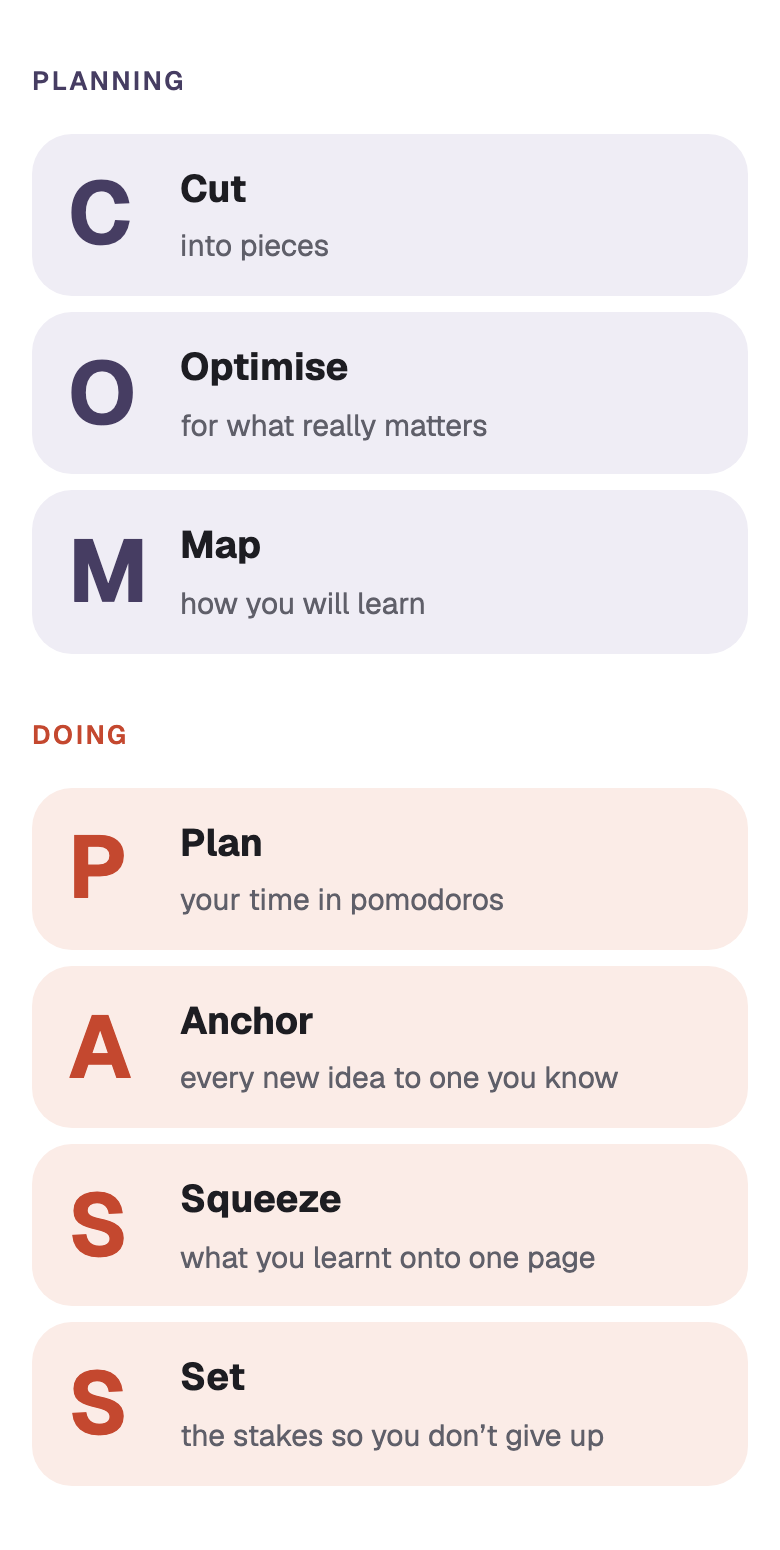 PLANNING
C
Cut
into pieces
O
Optimise
for what really matters
M
Map
how you will learn
DOING
P
Plan
your time in pomodoros
A
Anchor
every new idea to one you know
S
Squeeze
what you learnt onto one page
S
Set
the stakes so you don’t give up